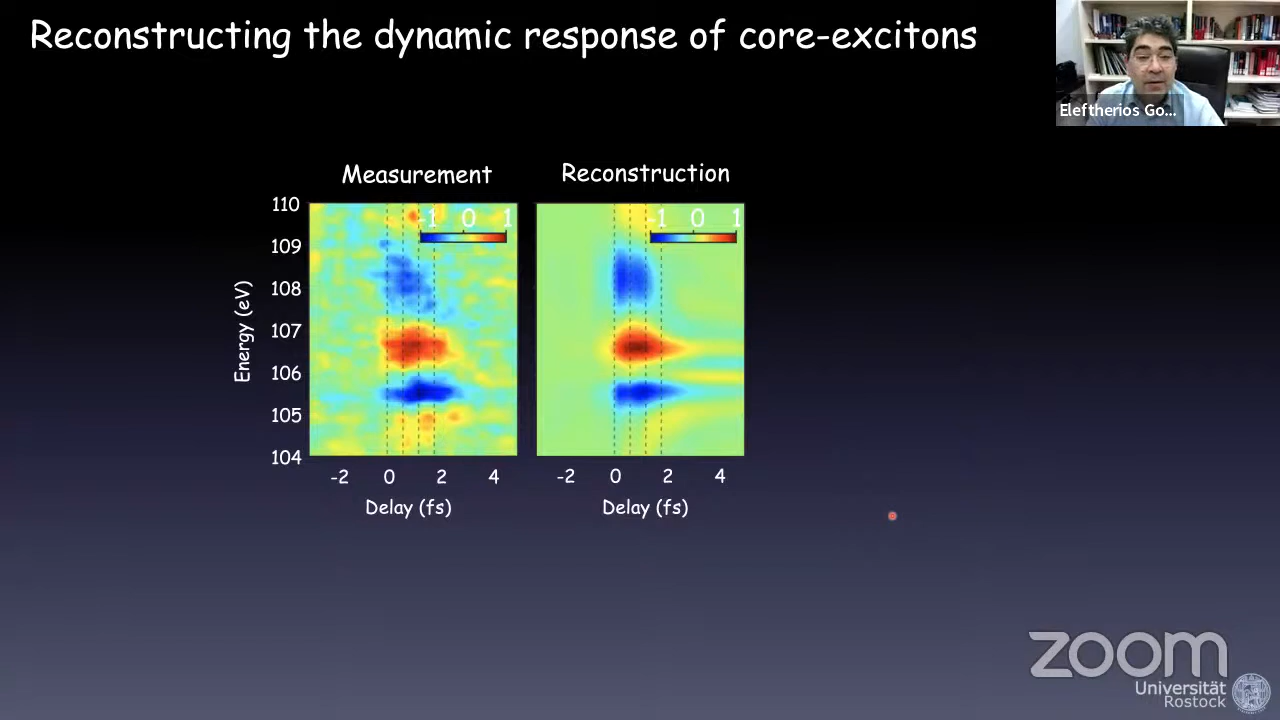 Reconstructing the dynamic response of core-excitons
Eleftherios Go...
Measurement
Reconstruction
-1 0 1
-1 0 1
Energy (eV)
110
109
108
107
106
105
104
-2 0 2 4
-2 0 2 4
Delay (fs)
Delay (fs)
zoom
Universität
Rostock